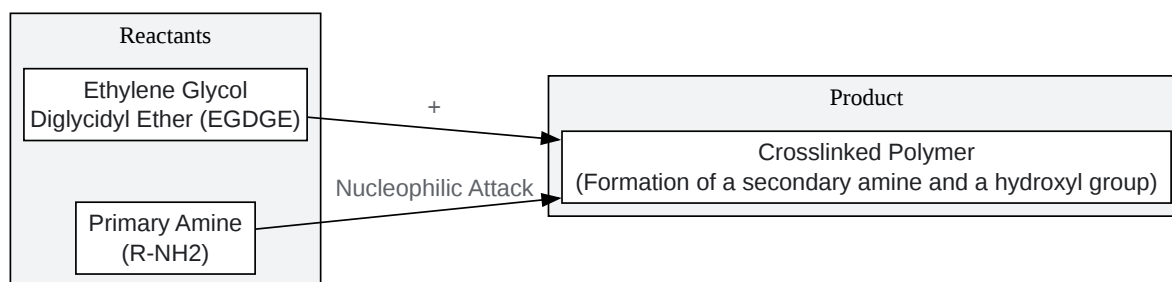 Reactants
Ethylene Glycol
Diglycidyl Ether (EGDGE)
+
Nucleophilic Attack
Primary Amine
(R-NH2)
Product
Crosslinked Polymer
(Formation of a secondary amine and a hydroxyl group)